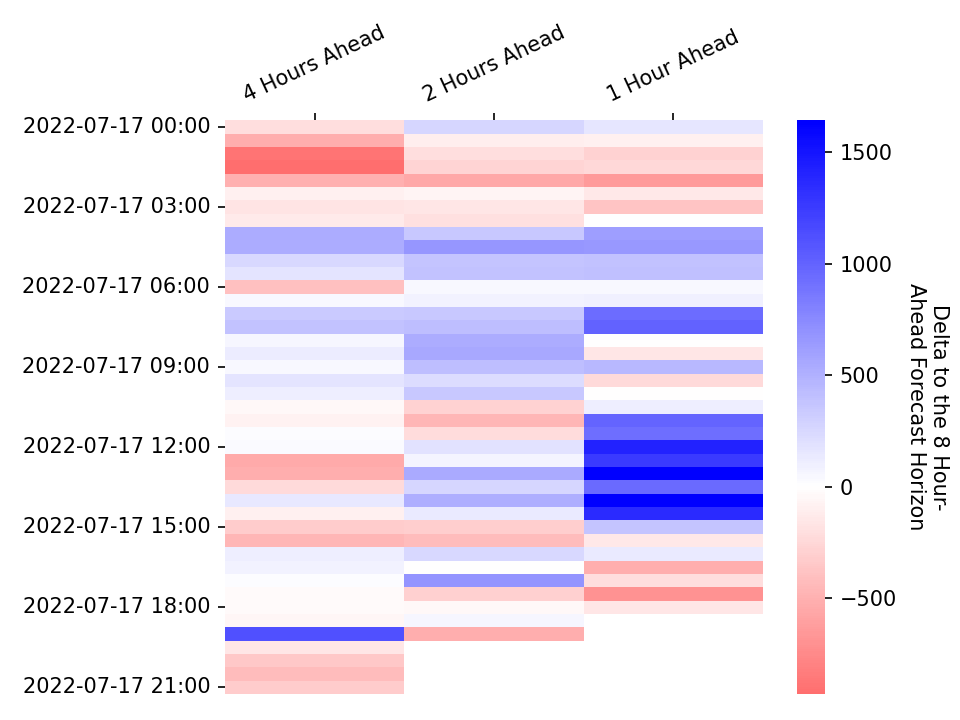 4 Hours Ahead
2 Hours Ahead
1 Hour Ahead
2022-07-17 00:00
2022-07-17 03:00
2022-07-17 06:00
2022-07-17 09:00
2022-07-17 12:00
2022-07-17 15:00
2022-07-17 18:00
2022-07-17 21:00
1500
1000
500
0
−500
Delta to the 8 Hour-
Ahead Forecast Horizon